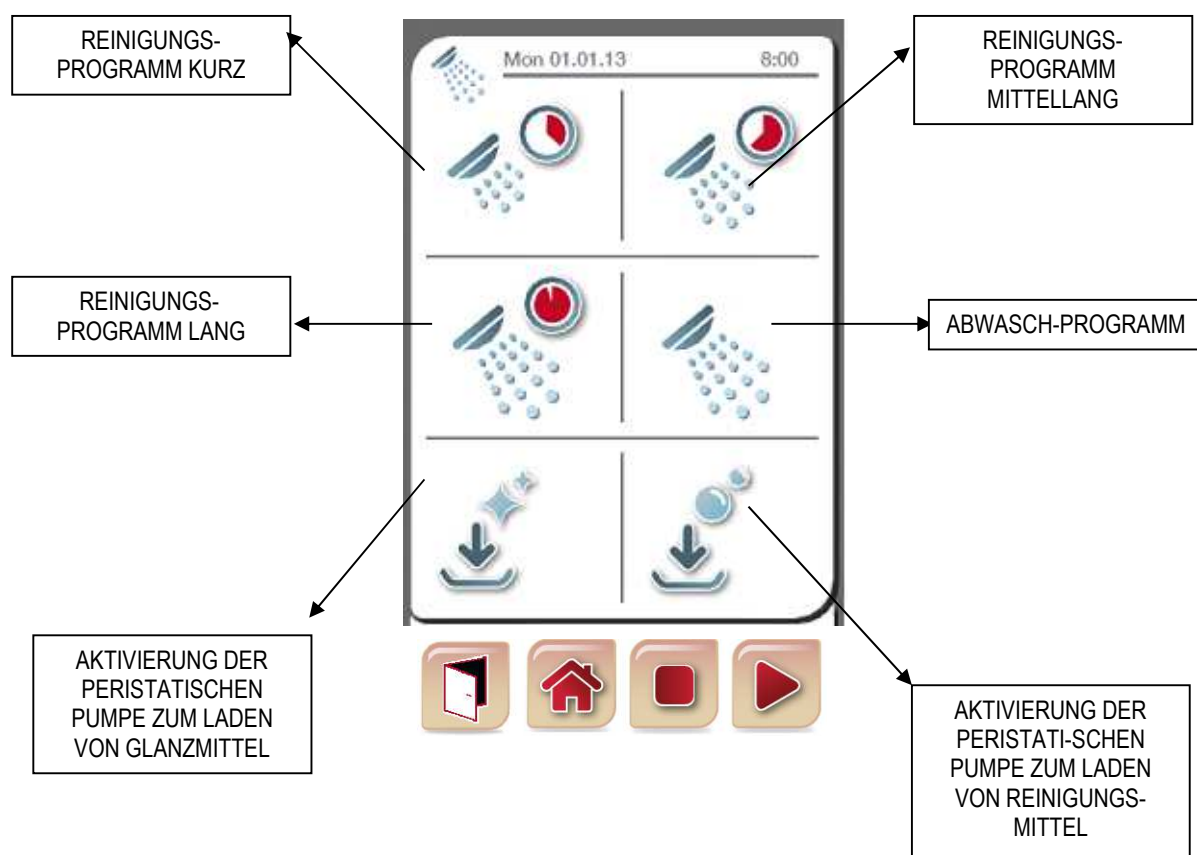 REINIGUNGS-
PROGRAMM KURZ
Mon 01.01.13 8:00
REINIGUNGS-
PROGRAMM
MITTELLANG
REINIGUNGS-
PROGRAMM LANG
ABWASCH-PROGRAMM
AKTIVIERUNG DER
PERISTATISCHEN
PUMPE ZUM LADEN
VON GLANZMITTEL
AKTIVIERUNG DER
PERISTATI-SCHEN
PUMPE ZUM LADEN
VON REINIGUNGS-
MITTEL